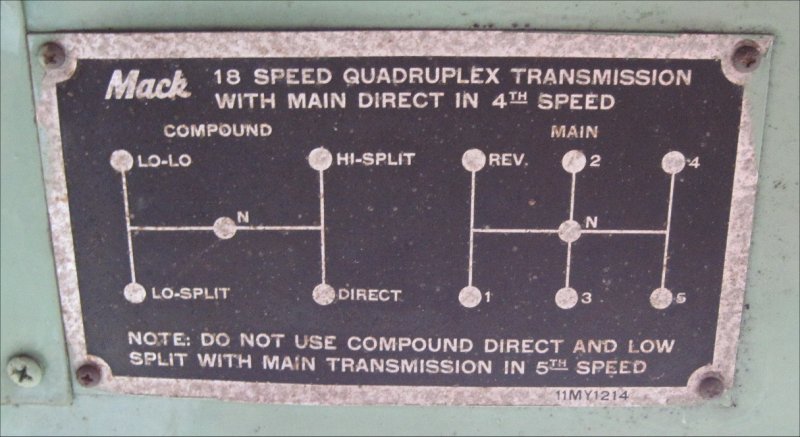 Mack 18 SPEED QUADRUPLEX TRANSMISSION
WITH MAIN DIRECT IN 4TH SPEED
COMPOUND MAIN
LO-LO HI-SPLIT REV. 2 4
N N
LO-SPLIT DIRECT 1 3 5
NOTE: DO NOT USE COMPOUND DIRECT AND LOW
SPLIT WITH MAIN TRANSMISSION IN 5TH SPEED
11MY1214